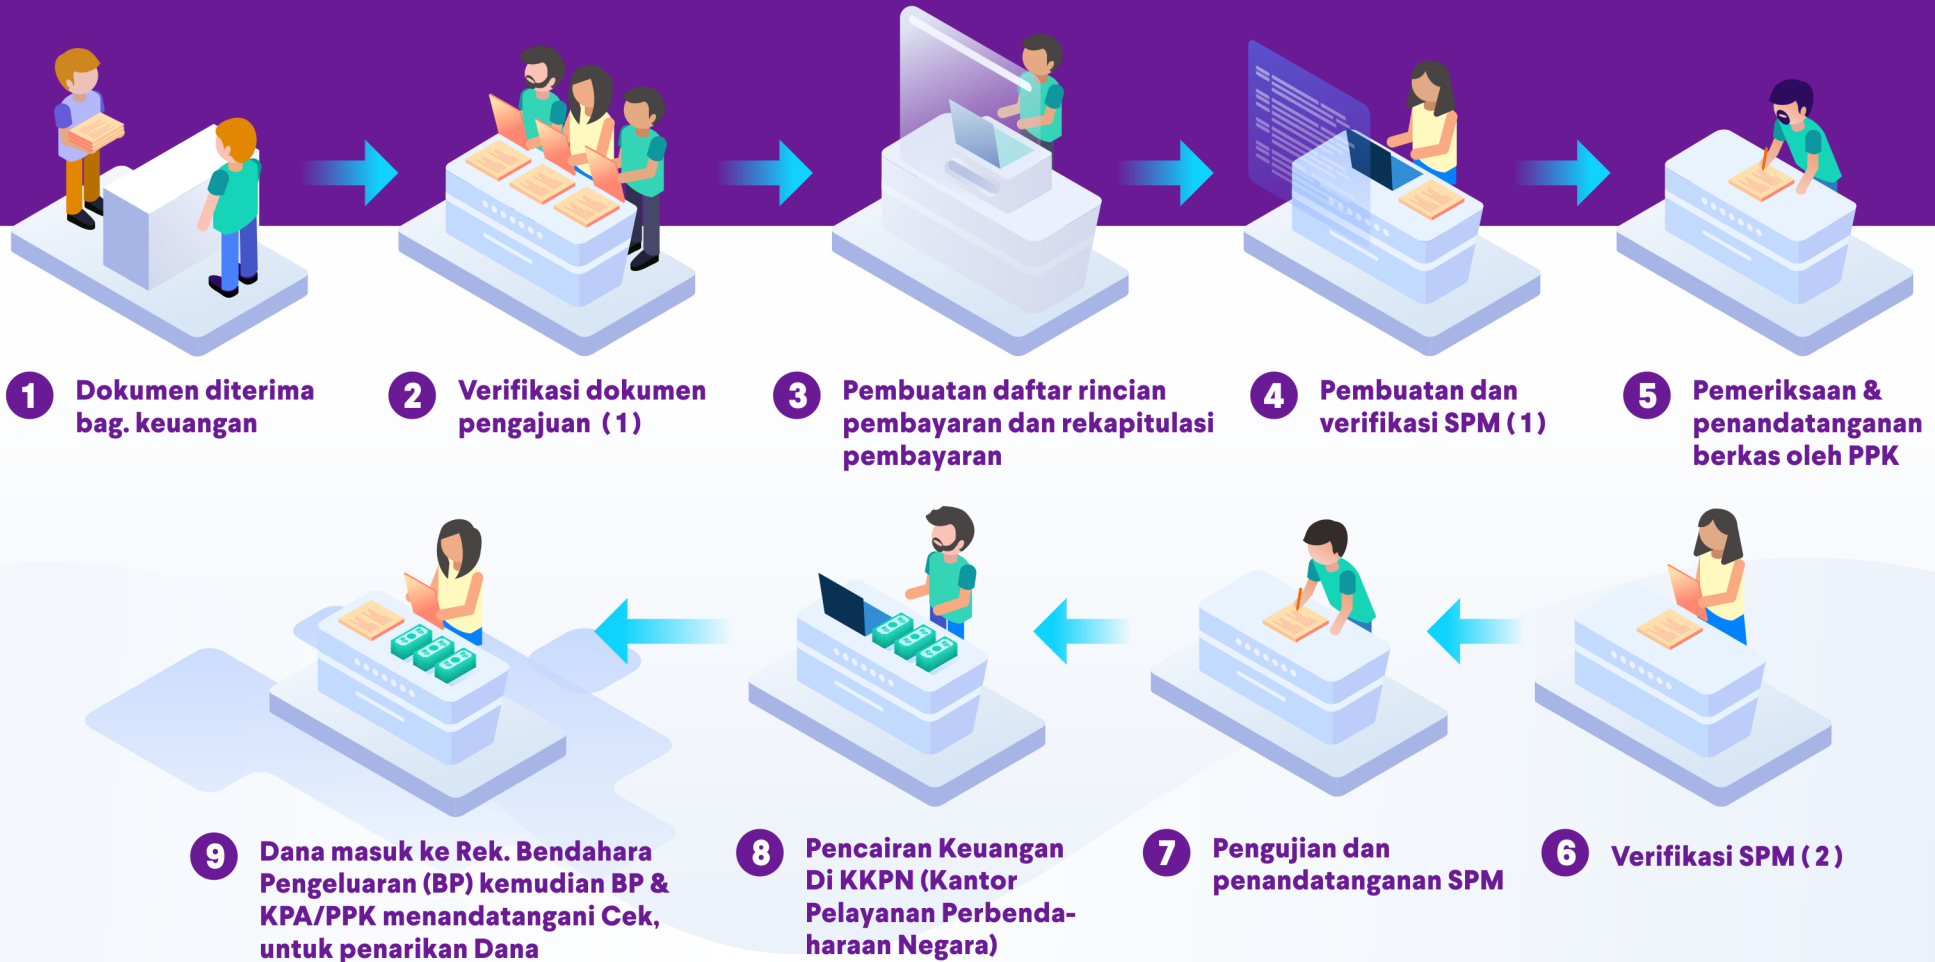 1
Dokumen diterima
bag. keuangan
2
Verifikasi dokumen
pengajuan (1)
3
Pembuatan daftar rincian
pembayaran dan rekapitulasi
pembayaran
4
Pembuatan dan
verifikasi SPM (1)
5
Pemeriksaan &
penandatanganan
berkas oleh PPK
6
Verifikasi SPM (2)
7
Pengujian dan
penandatanganan SPM
8
Pencairan Keuangan
Di KKPN (Kantor
Pelayanan Perbenda-
haraan Negara)
9
Dana masuk ke Rek. Bendahara
Pengeluaran (BP) kemudian BP &
KPA/PPK menandatangani Cek,
untuk penarikan Dana